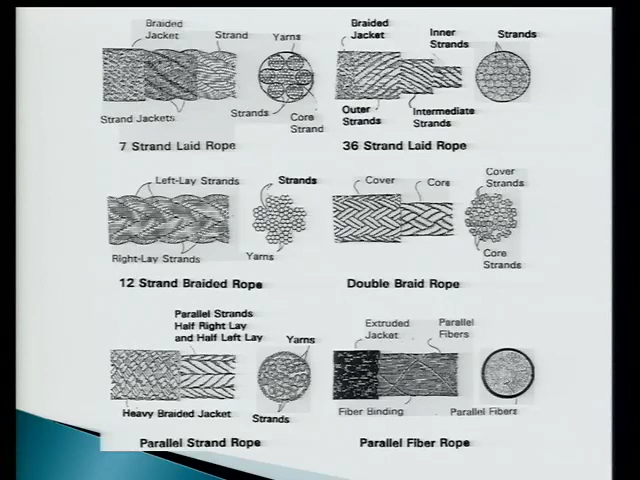 Braided
Jacket
Strand
Yarns
Strand Jackets
Strands
Core
Strand
7 Strand Laid Rope
Braided
Jacket
Inner
Strands
Strands
Outer
Strands
Intermediate
Strands
36 Strand Laid Rope
Left-Lay Strands
Strands
Right-Lay Strands
Yarns
12 Strand Braided Rope
Cover
Core
Cover
Strands
Core
Strands
Double Braid Rope
Parallel Strands
Half Right Lay
and Half Left Lay
Yarns
Heavy Braided Jacket
Strands
Parallel Strand Rope
Extruded
Jacket
Parallel
Fibers
Fiber Binding
Parallel Fibers
Parallel Fiber Rope